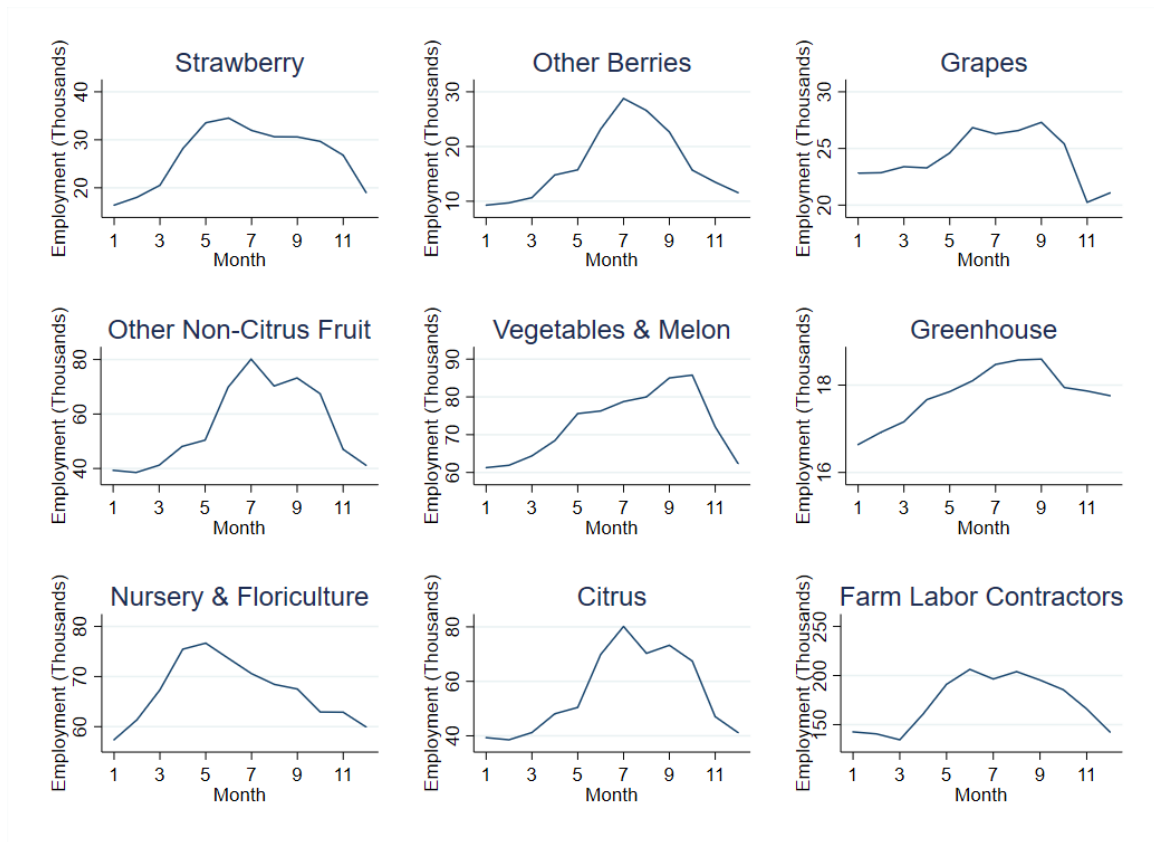 Strawberry
Employment (Thousands)
40
30
20
1 3 5 7 9 11
Month
Other Berries
Employment (Thousands)
30
20
10
1 3 5 7 9 11
Month
Grapes
Employment (Thousands)
30
25
20
1 3 5 7 9 11
Month
Other Non-Citrus Fruit
Employment (Thousands)
80
60
40
1 3 5 7 9 11
Month
Vegetables & Melon
Employment (Thousands)
90
80
70
60
1 3 5 7 9 11
Month
Greenhouse
Employment (Thousands)
18
16
1 3 5 7 9 11
Month
Nursery & Floriculture
Employment (Thousands)
80
70
60
1 3 5 7 9 11
Month
Citrus
Employment (Thousands)
80
60
40
1 3 5 7 9 11
Month
Farm Labor Contractors
Employment (Thousands)
250
200
150
1 3 5 7 9 11
Month